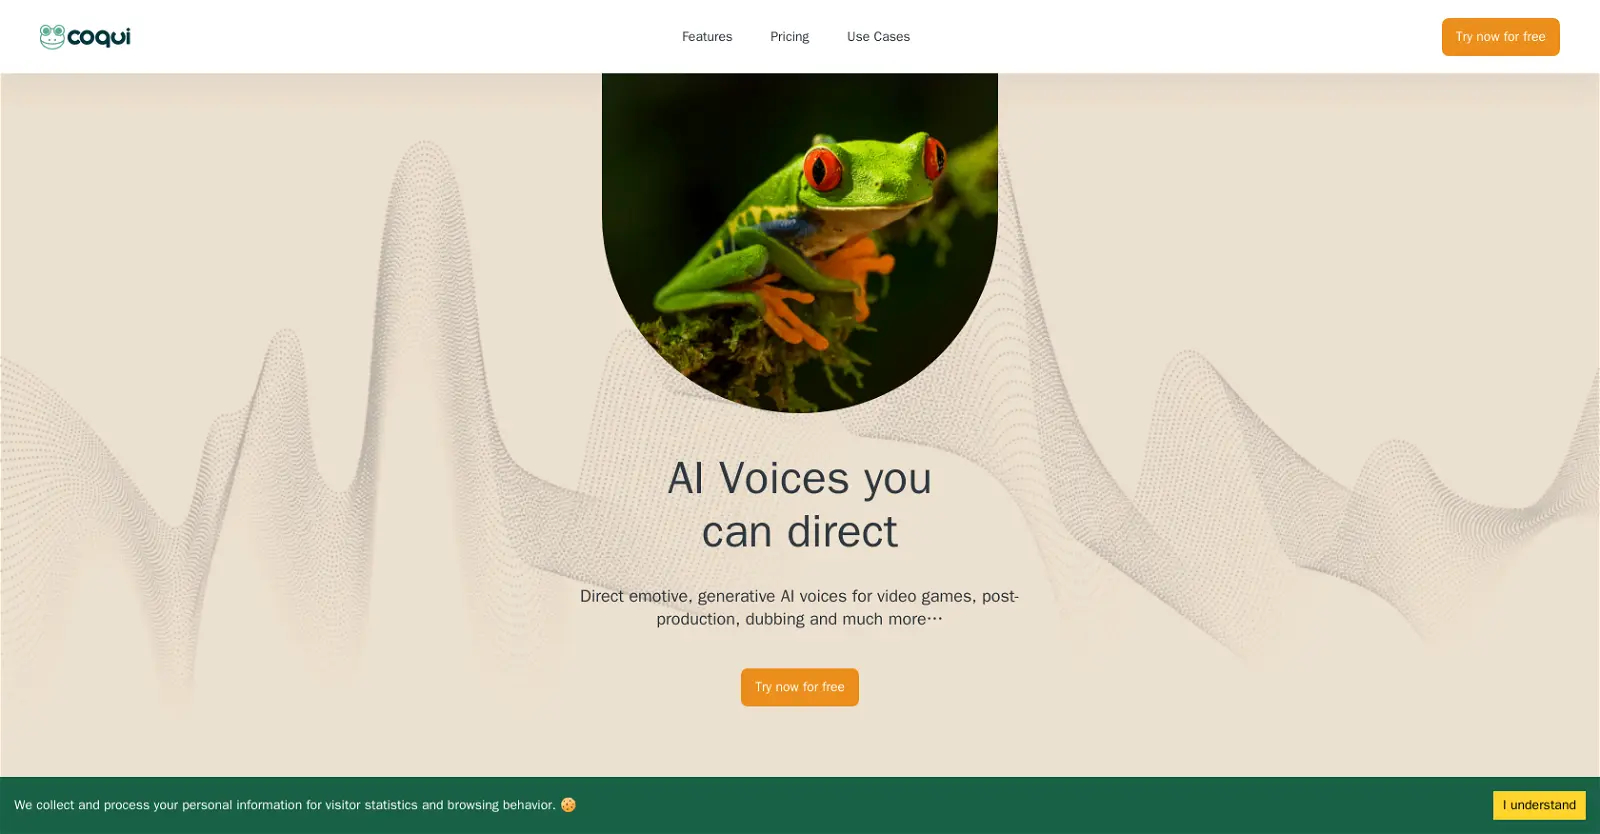 coqui
Features
Pricing
Use Cases
Try now for free
AI Voices you
can direct
Direct emotive, generative AI voices for video games, post-
production, dubbing and much more…
Try now for free
We collect and process your personal information for visitor statistics and browsing behavior. 🍪
I understand